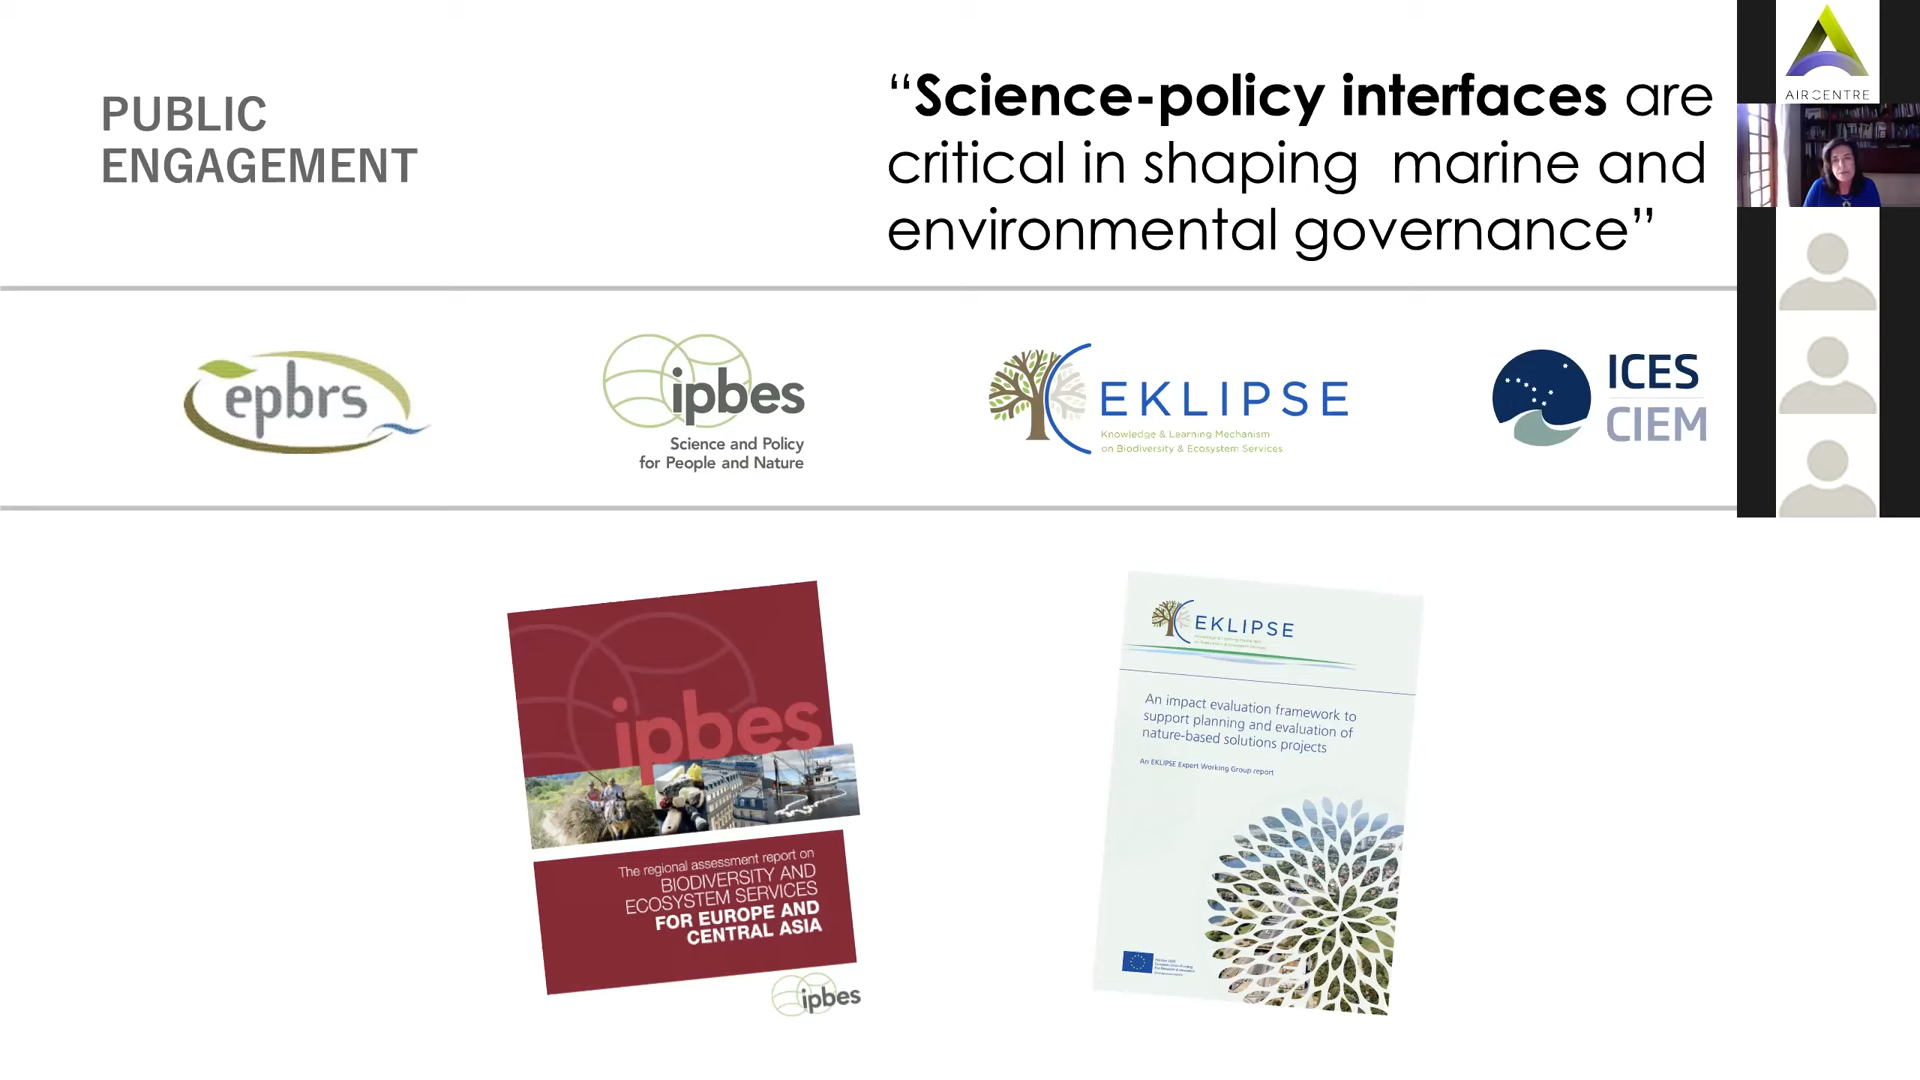 PUBLIC
ENGAGEMENT
“Science-policy interfaces are
critical in shaping marine and
environmental governance”
AIRCENTRE
epbrs
ipbes
Science and Policy
for People and Nature
EKLIPSE
Knowledge & Learning Mechanism
on Biodiversity & Ecosystem Services
ICES
CIEM
ipbes
The regional assessment report on
BIODIVERSITY AND
ECOSYSTEM SERVICES
FOR EUROPE AND
CENTRAL ASIA
ipbes
EKLIPSE
An impact evaluation framework to
support planning and evaluation of
nature-based solutions projects
An EKLIPSE Expert Working Group report